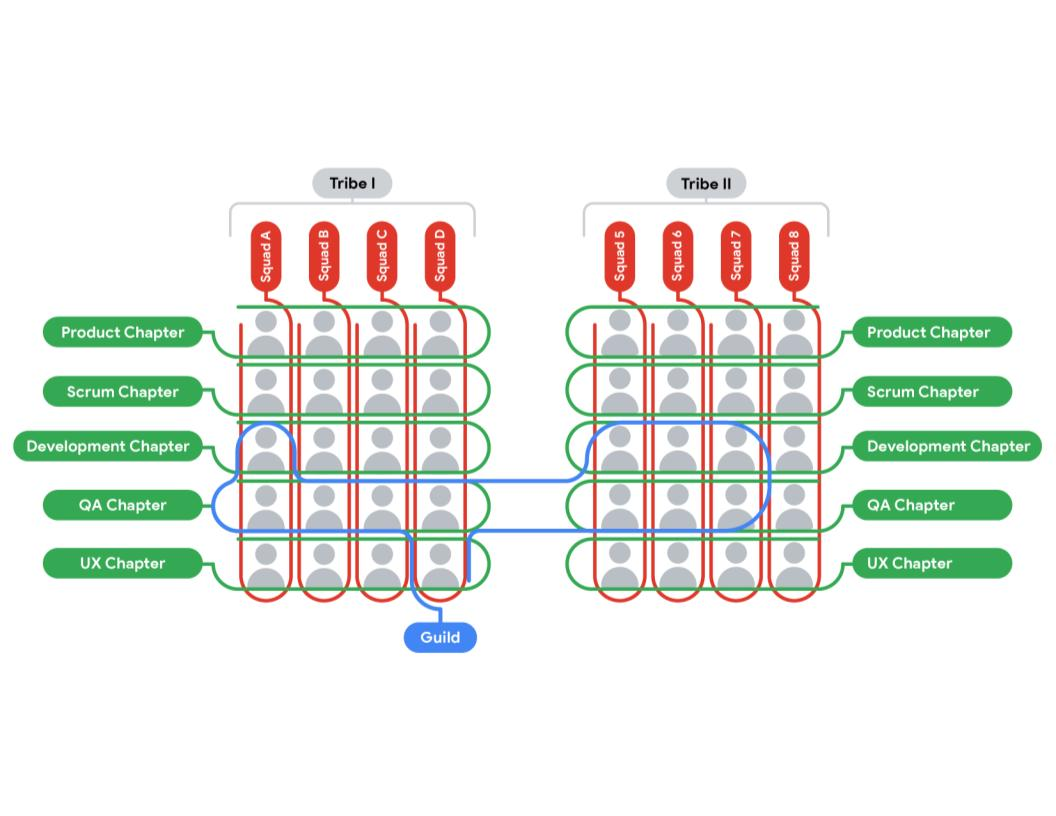 Tribe I
Tribe II
Squad A
Squad B
Squad C
Squad D
Squad 5
Squad 6
Squad 7
Squad 8
Product Chapter
Product Chapter
Scrum Chapter
Scrum Chapter
Development Chapter
Development Chapter
QA Chapter
QA Chapter
UX Chapter
UX Chapter
Guild